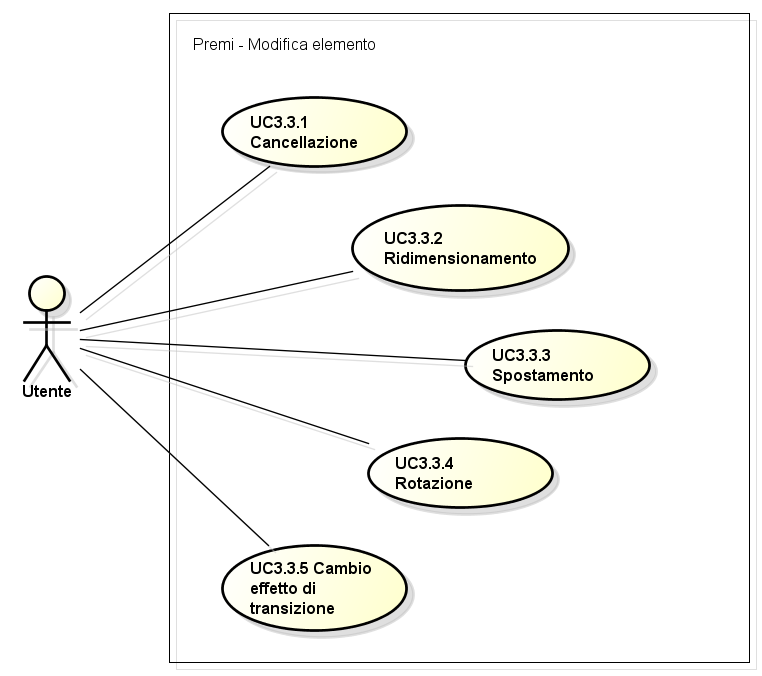 Premi - Modifica elemento
UC3.3.1
Cancellazione
UC3.3.2
Ridimensionamento
UC3.3.3
Spostamento
Utente
UC3.3.4
Rotazione
UC3.3.5 Cambio
effetto di
transizione